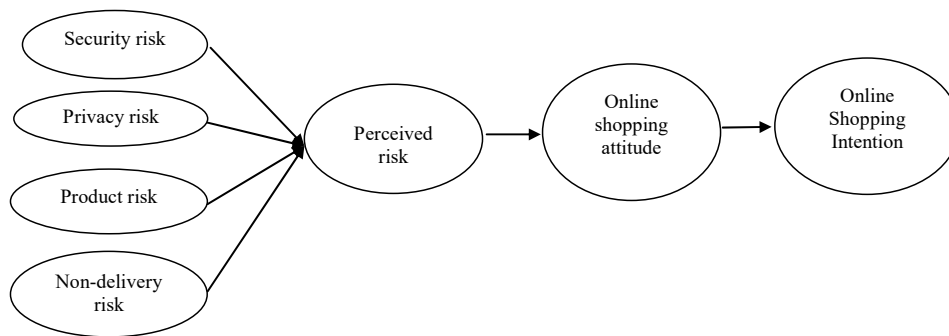 Security risk
Privacy risk
Product risk
Non-delivery
risk
Perceived
risk
Online
shopping
attitude
Online
Shopping
Intention